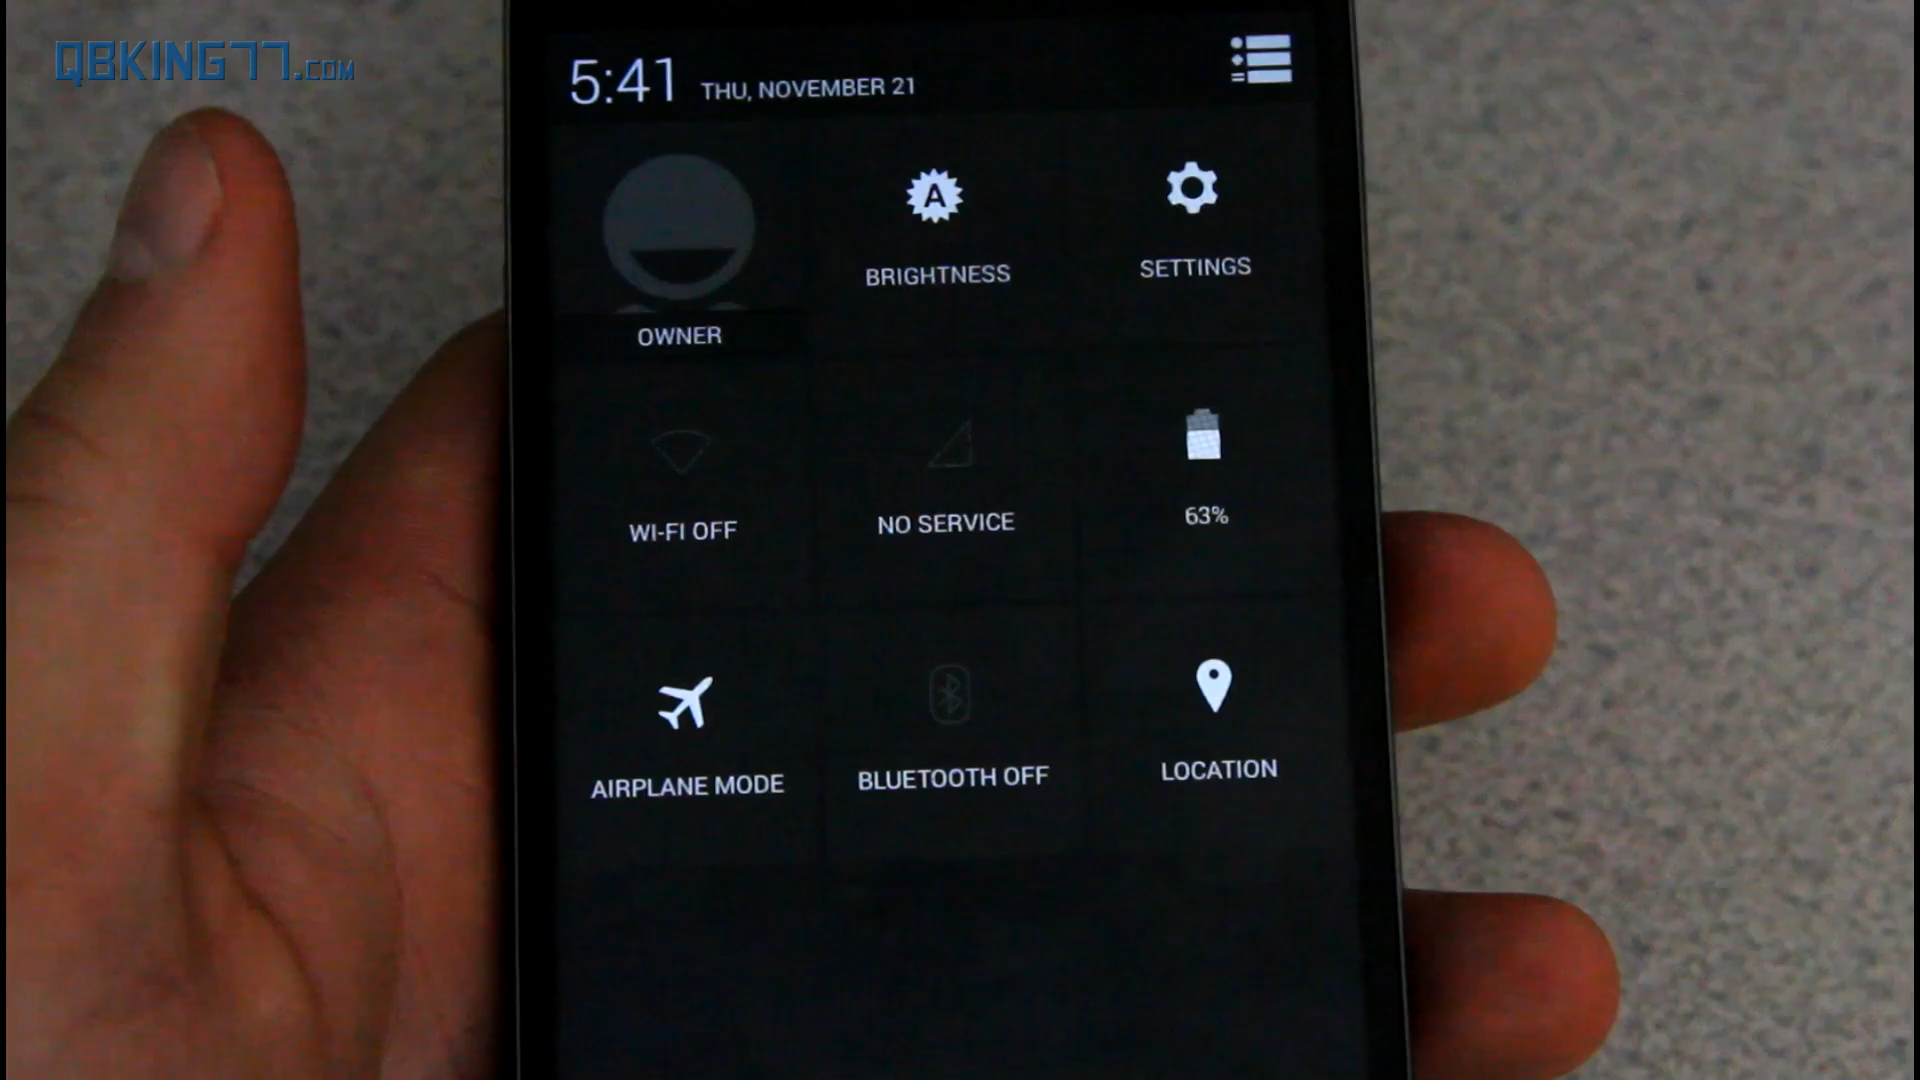 QBKING77.COM
5:41 THU, NOVEMBER 21
A
OWNER
BRIGHTNESS
SETTINGS
WI-FI OFF
NO SERVICE
63%
AIRPLANE MODE
BLUETOOTH OFF
LOCATION